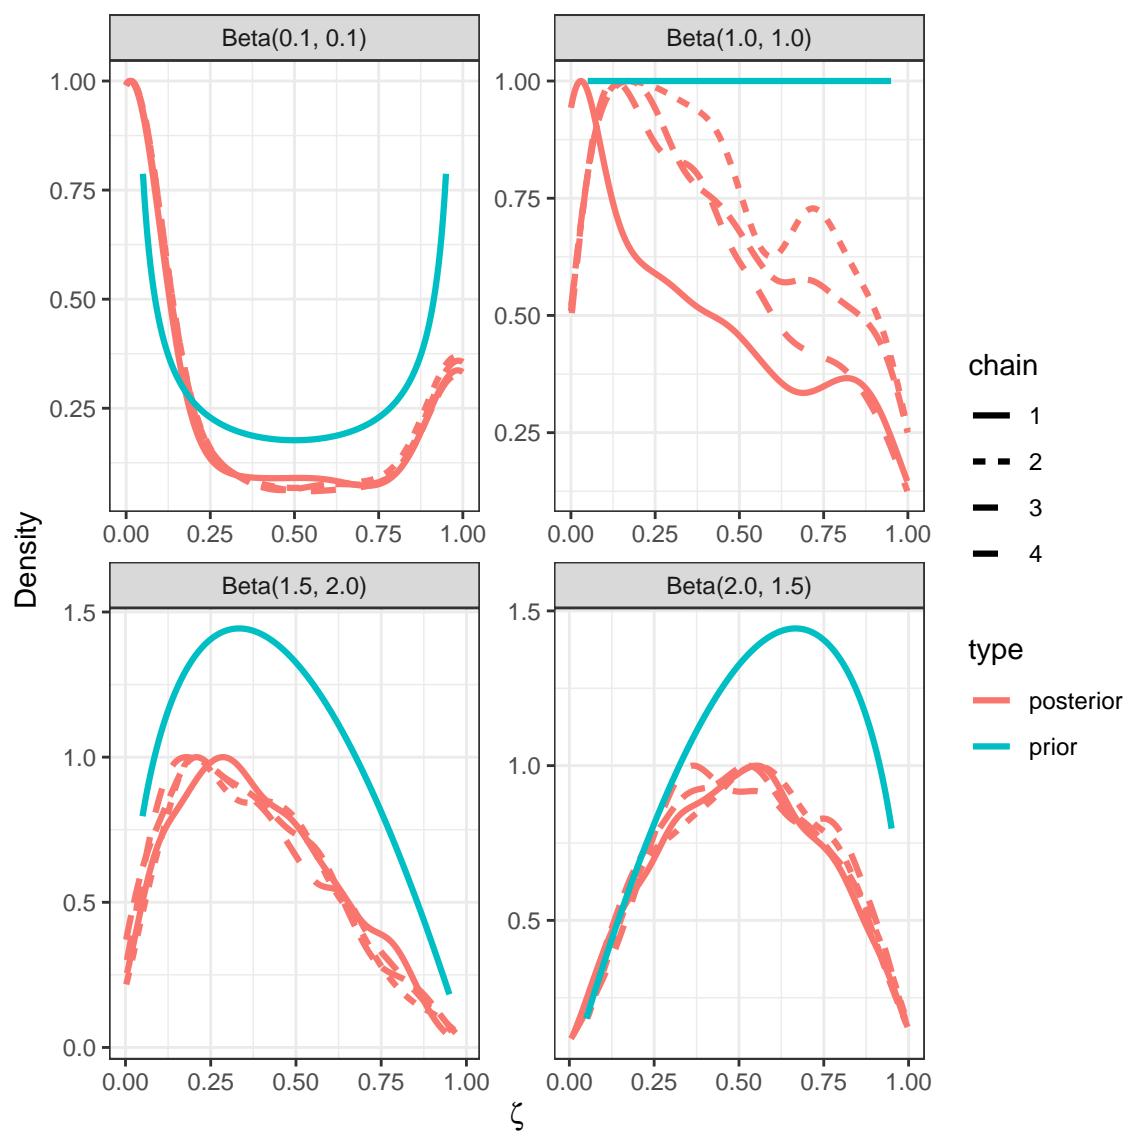 Beta(0.1, 0.1)
Beta(1.0, 1.0)
1.00
0.75
0.50
0.25
0.00 0.25 0.50 0.75 1.00
1.00
0.75
0.50
0.25
0.00 0.25 0.50 0.75 1.00
Beta(1.5, 2.0)
Beta(2.0, 1.5)
1.5
1.0
0.5
0.0
0.00 0.25 0.50 0.75 1.00
1.5
1.0
0.5
0.00 0.25 0.50 0.75 1.00
Density
ζ
chain
1
2
3
4
type
posterior
prior